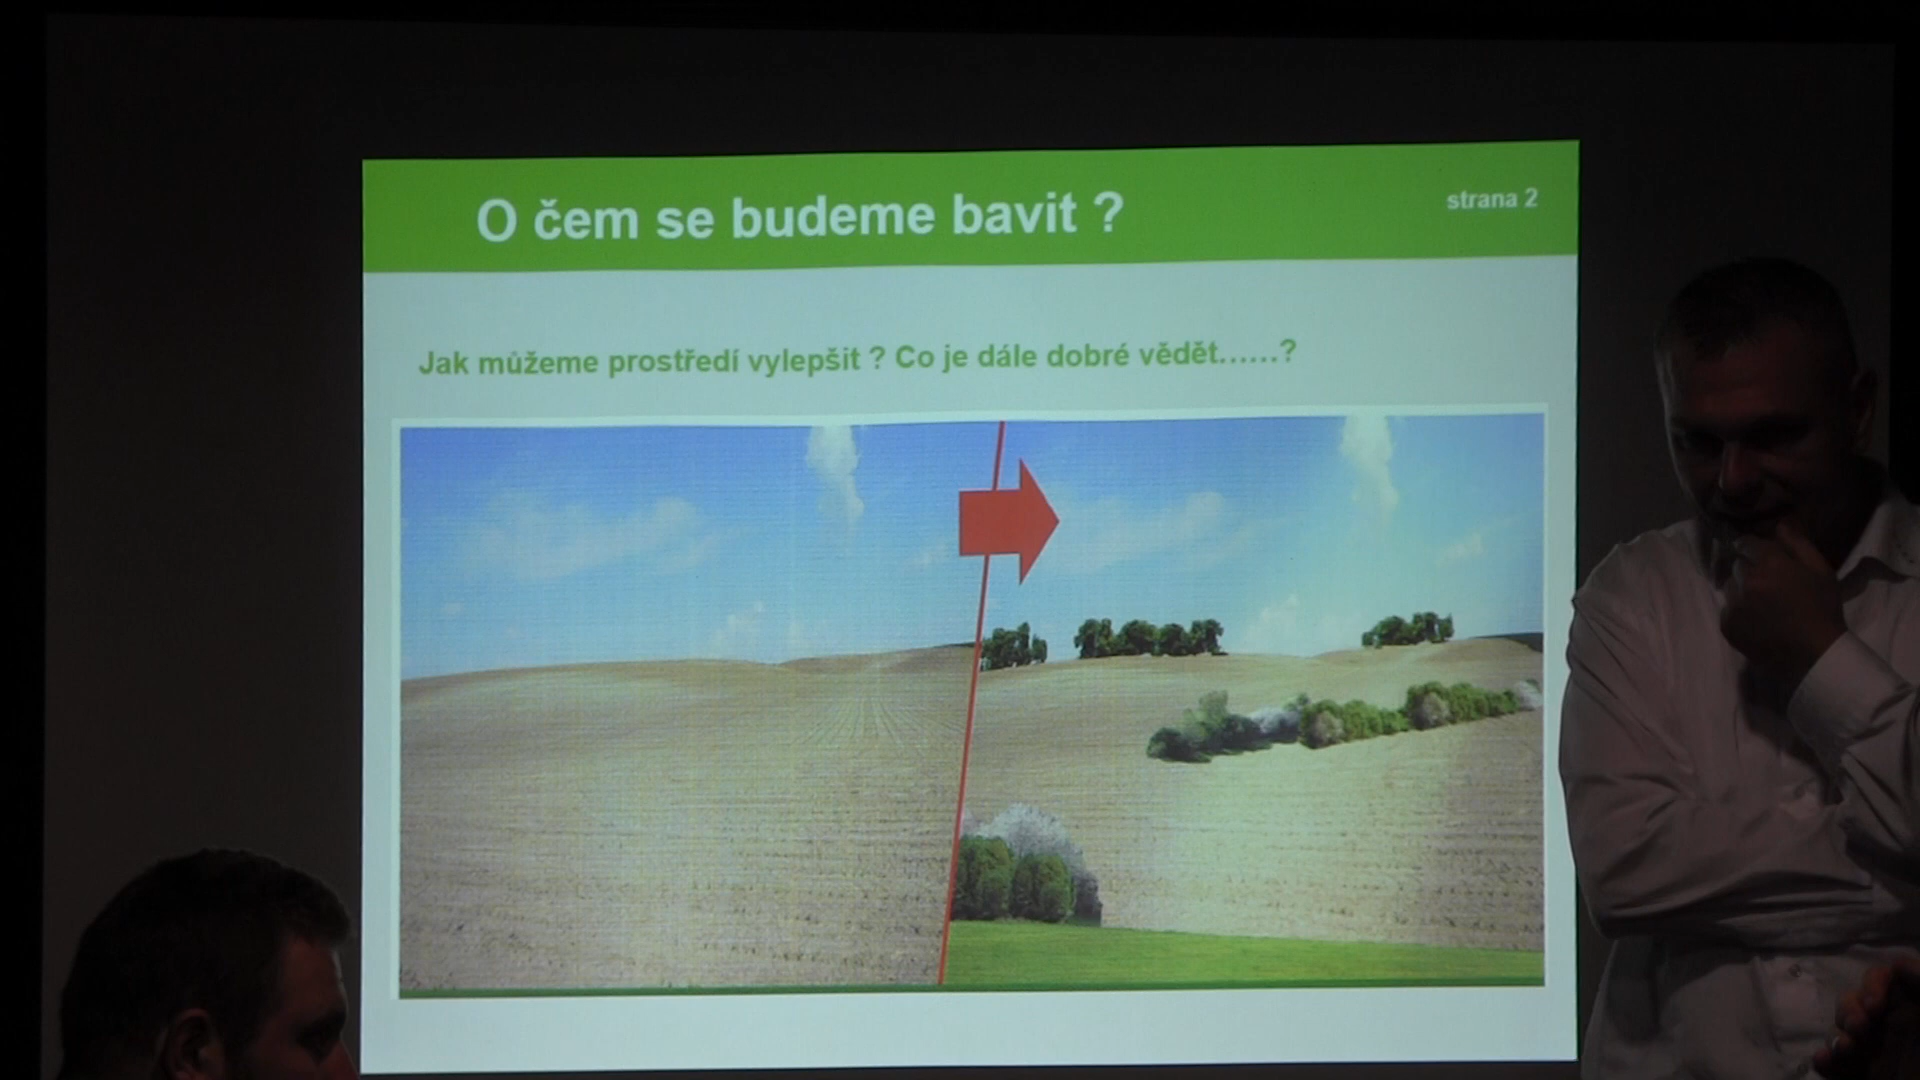 O čem se budeme bavit ?
strana 2
Jak můžeme prostředí vylepšit ? Co je dále dobré vědět......?